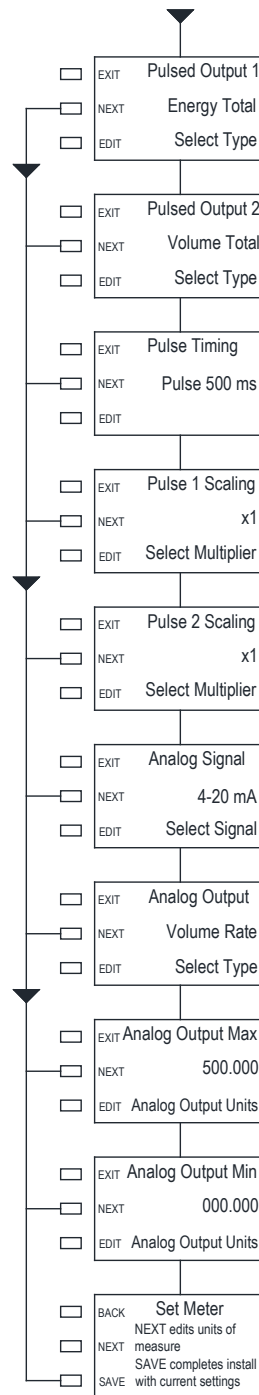 EXIT Pulsed Output 1
NEXT Energy Total
EDIT Select Type
EXIT Pulsed Output 2
NEXT Volume Total
EDIT Select Type
EXIT Pulse Timing
NEXT Pulse 500 ms
EDIT
EXIT Pulse 1 Scaling
NEXT x1
EDIT Select Multiplier
EXIT Pulse 2 Scaling
NEXT x1
EDIT Select Multiplier
EXIT Analog Signal
NEXT 4-20 mA
EDIT Select Signal
EXIT Analog Output
NEXT Volume Rate
EDIT Select Type
EXIT Analog Output Max
NEXT 500.000
EDIT Analog Output Units
EXIT Analog Output Min
NEXT 000.000
EDIT Analog Output Units
BACK Set Meter
NEXT edits units of
NEXT measure
SAVE completes install
SAVE with current settings